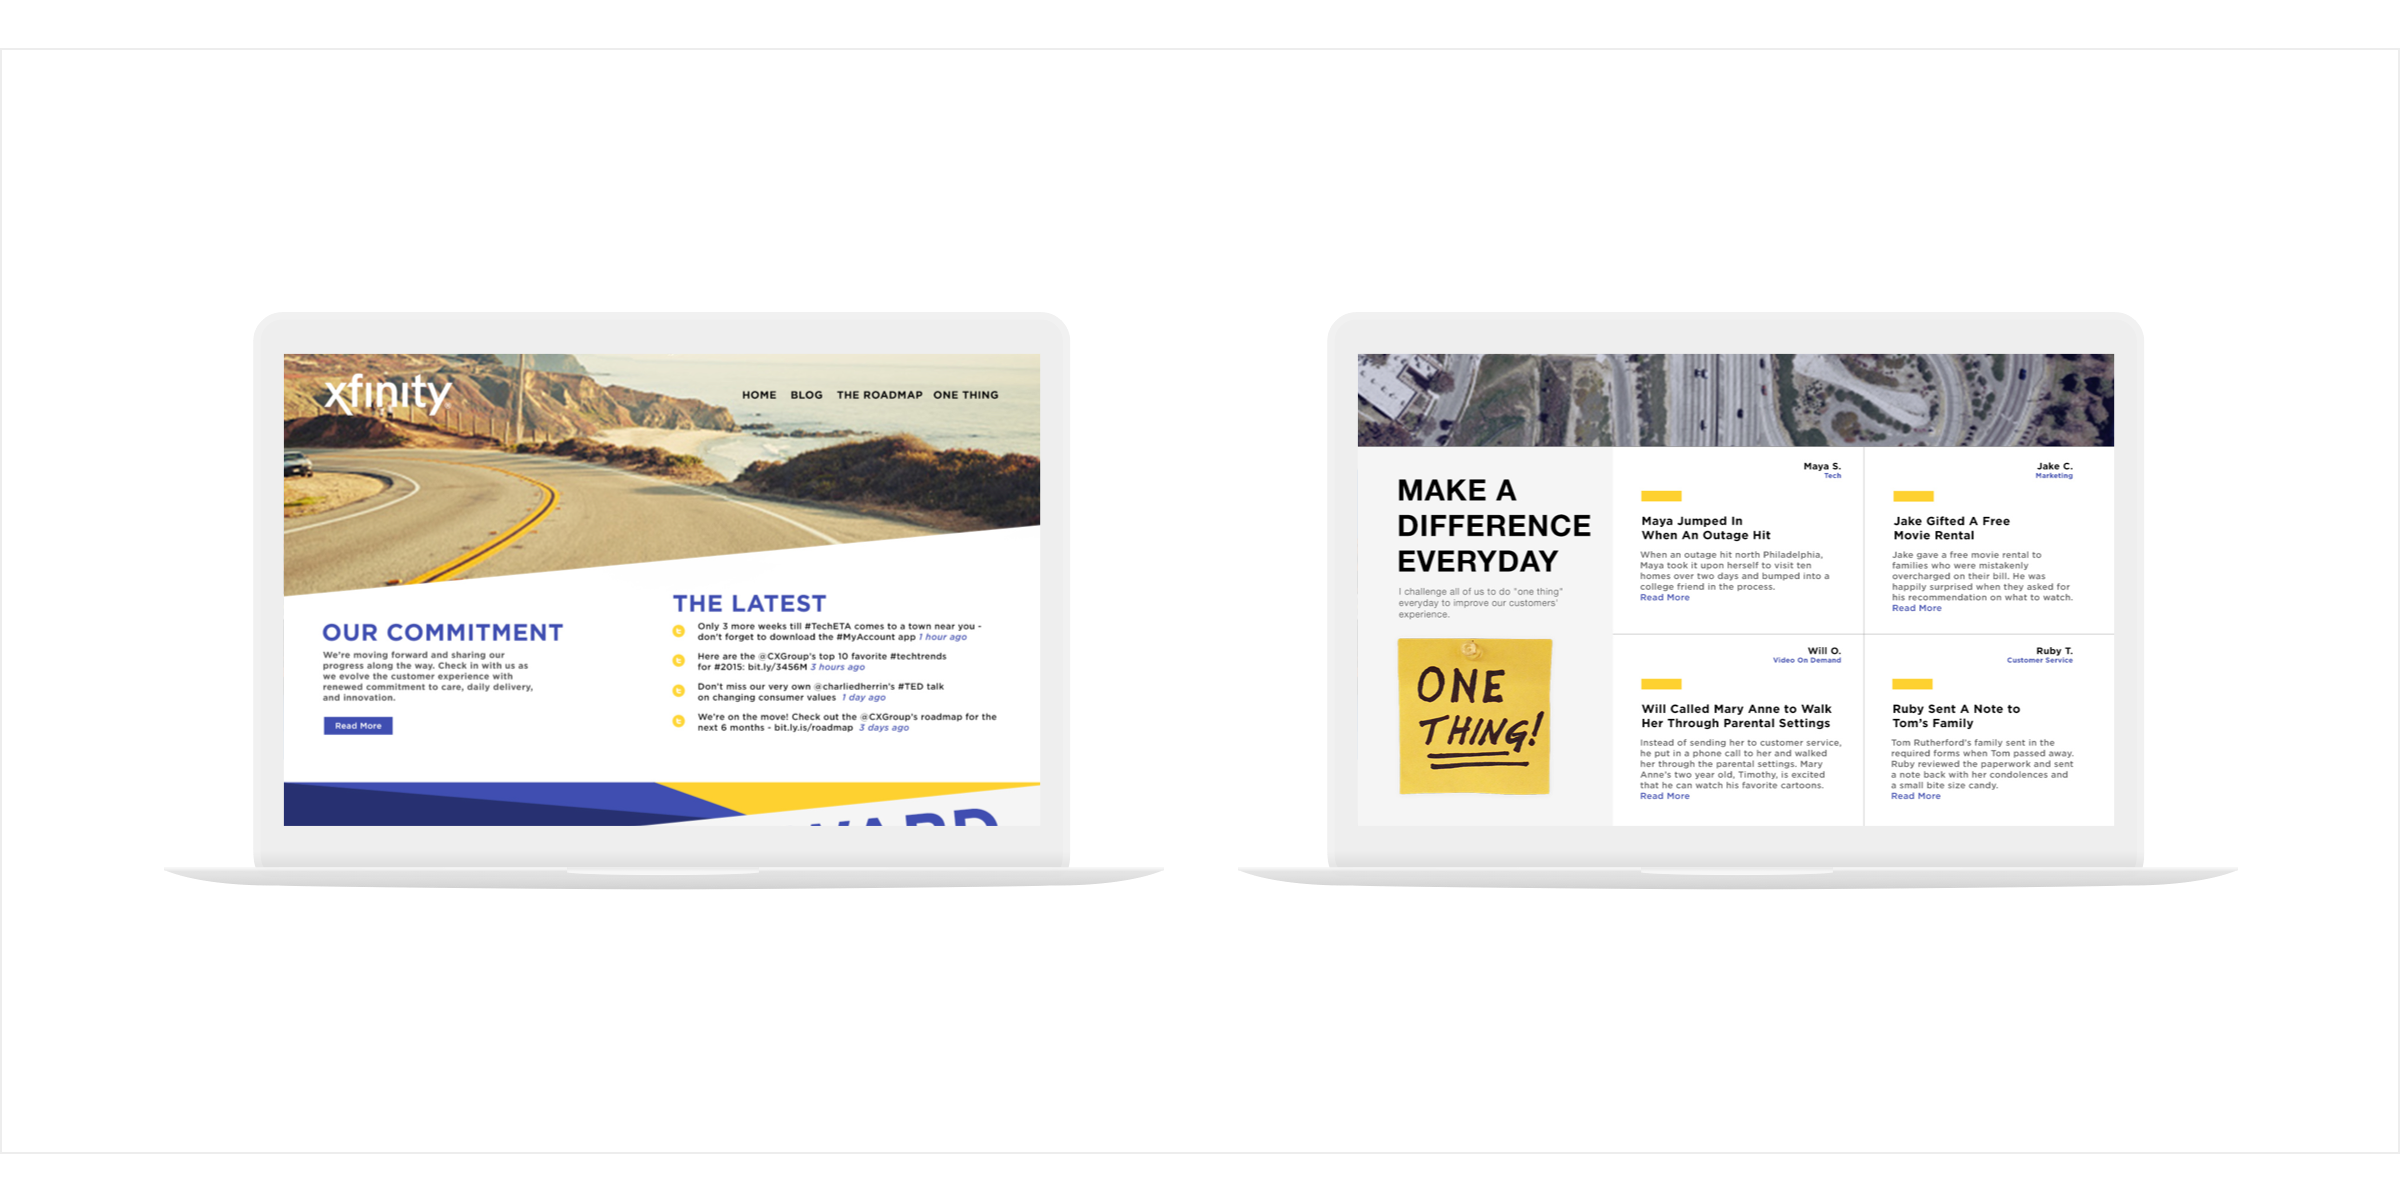 xfinity
HOME BLOG THE ROADMAP ONE THING
OUR COMMITMENT
We're moving forward and sharing our
progress along the way. Check in with us as
we evolve the customer experience with
renewed commitment to care, daily delivery,
and innovation.
Read More
THE LATEST
Only 3 more weeks till #TechETA comes to a town near you -
don't forget to download the #MyAccount app 1 hour ago
Here are the @CXGroup's top 10 favorite #techtrends
for #2015: bit.ly/3456M 3 hours ago
Don't miss our very own @charliedherrin's #TED talk
on changing consumer values 1 day ago
We're on the move! Check out the @CXGroup's roadmap for the
next 6 months - bit.ly.is/roadmap 3 days ago
MAKE A
DIFFERENCE
EVERYDAY
I challenge all of us to do "one thing"
everyday to improve our customers'
experience.
ONE
THING!
Maya S.
Tech
Maya Jumped In
When An Outage Hit
When an outage hit north Philadelphia,
Maya took it upon herself to visit ten
homes over two days and bumped into a
college friend in the process.
Read More
Jake C.
Marketing
Jake Gifted A Free
Movie Rental
Jake gave a free movie rental to
families who were mistakenly
overcharged on their bill. He was
happily surprised when they asked for
his recommendation on what to watch.
Read More
Will O.
Video On Demand
Will Called Mary Anne to Walk
Her Through Parental Settings
Instead of sending her to customer service,
he put in a phone call to her and walked
her through the parental settings. Mary
Anne's two year old, Timothy, is excited
that he can watch his favorite cartoons.
Read More
Ruby T.
Customer Service
Ruby Sent A Note to
Tom's Family
Tom Rutherford's family sent in the
required forms when Tom passed away.
Ruby reviewed the paperwork and sent
a note back with her condolences and
a small bite size candy.
Read More